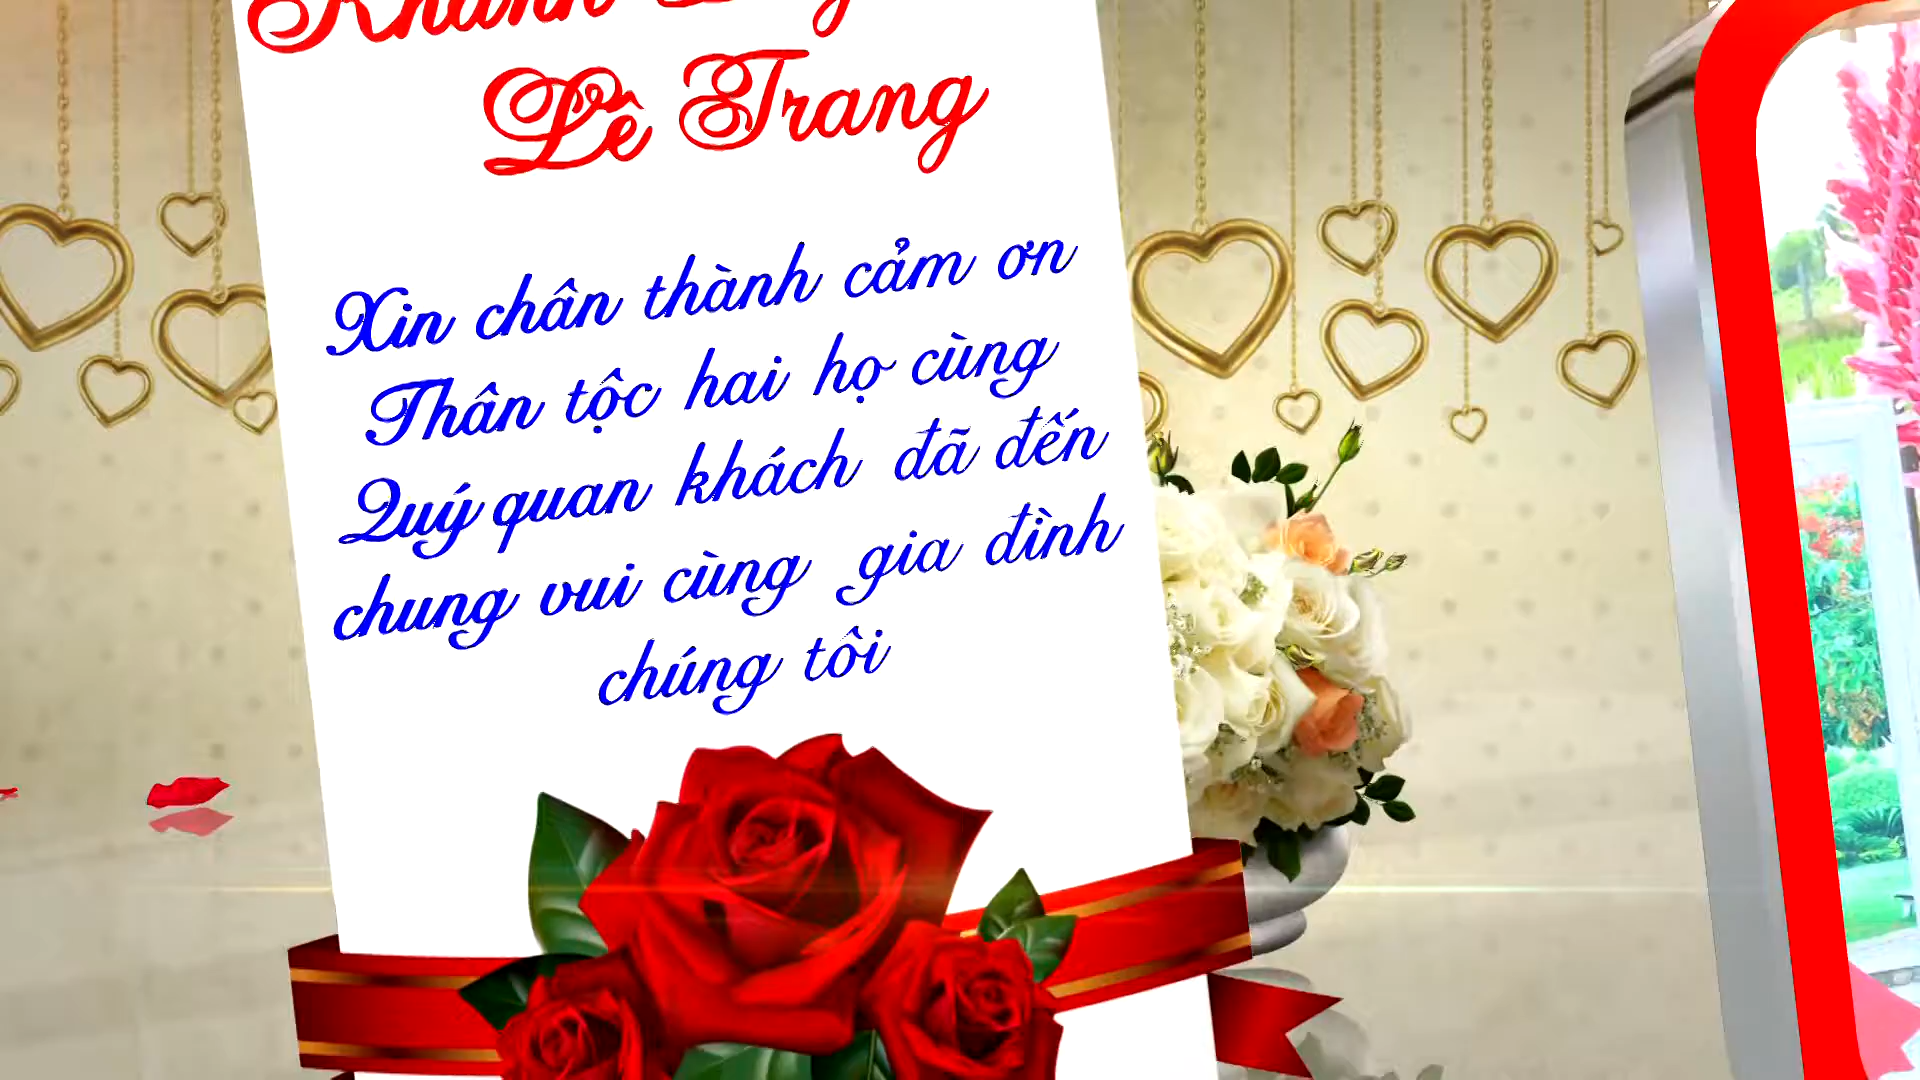 Khánh
Lê Trang
Xin chân thành cảm ơn
Thân tộc hai họ cùng
Quý quan khách đã đến
chung vui cùng gia đình
chúng tôi